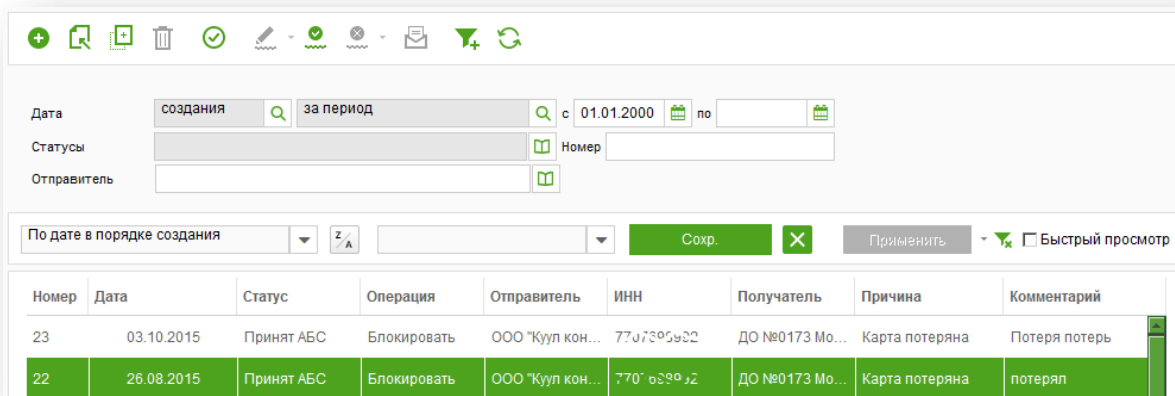 Дата создания за период с 01.01.2000 по
Статусы Номер
Отправитель
По дате в порядке создания Z/A Сохр. Применить Быстрый просмотр
Номер Дата Статус Операция Отправитель ИНН Получатель Причина Комментарий
23 03.10.2015 Принят АБС Блокировать ООО "Куул кон... ДО №0173 Мо... Карта потеряна Потеря потерь
22 26.08.2015 Принят АБС Блокировать ООО "Куул кон... ДО №0173 Мо... Карта потеряна потерял